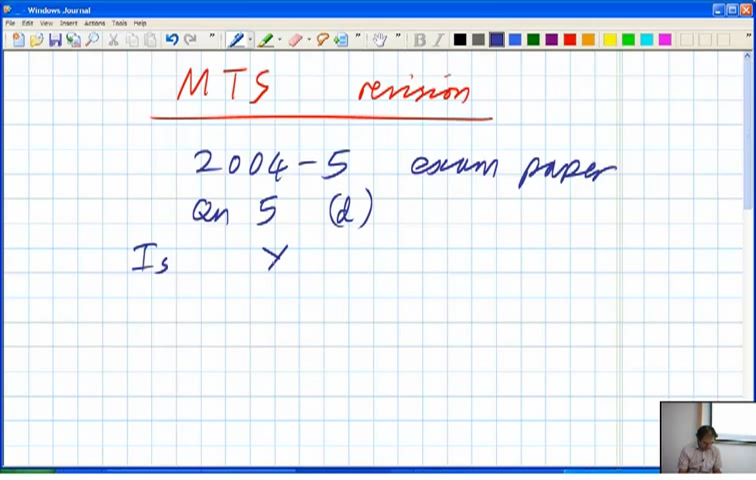 _ - Windows Journal
File Edit View Insert Actions Tools Help
B I
MTS revision
2004-5 exam paper
Qn 5 (d)
Is Y